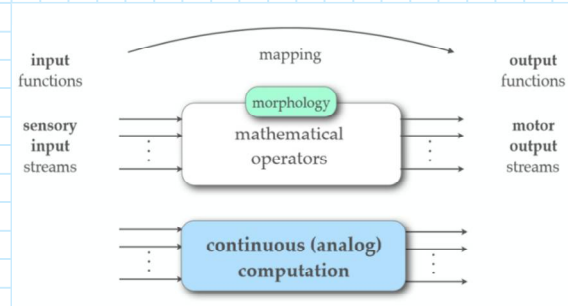 input
functions
mapping
output
functions
sensory
input
streams
morphology
mathematical
operators
motor
output
streams
continuous (analog)
computation